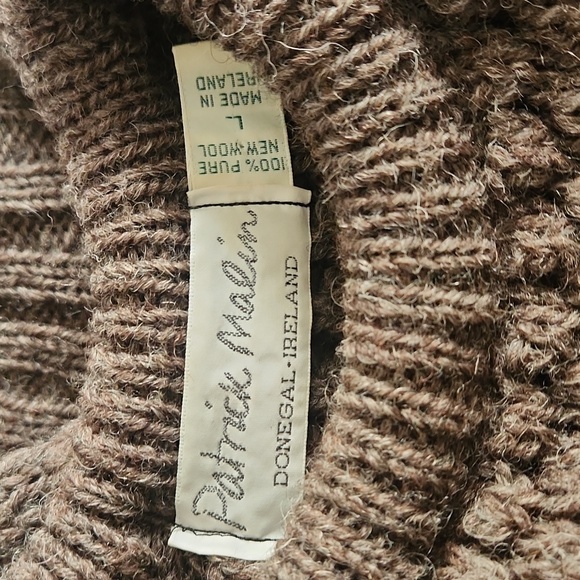 Patrick Malin
DONEGAL · IRELAND
100% PURE
NEW WOOL
L
MADE IN
IRELAND